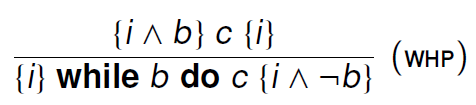 {i ∧ b} c {i}
{i} while b do c {i ∧ ¬b}
(WHP)